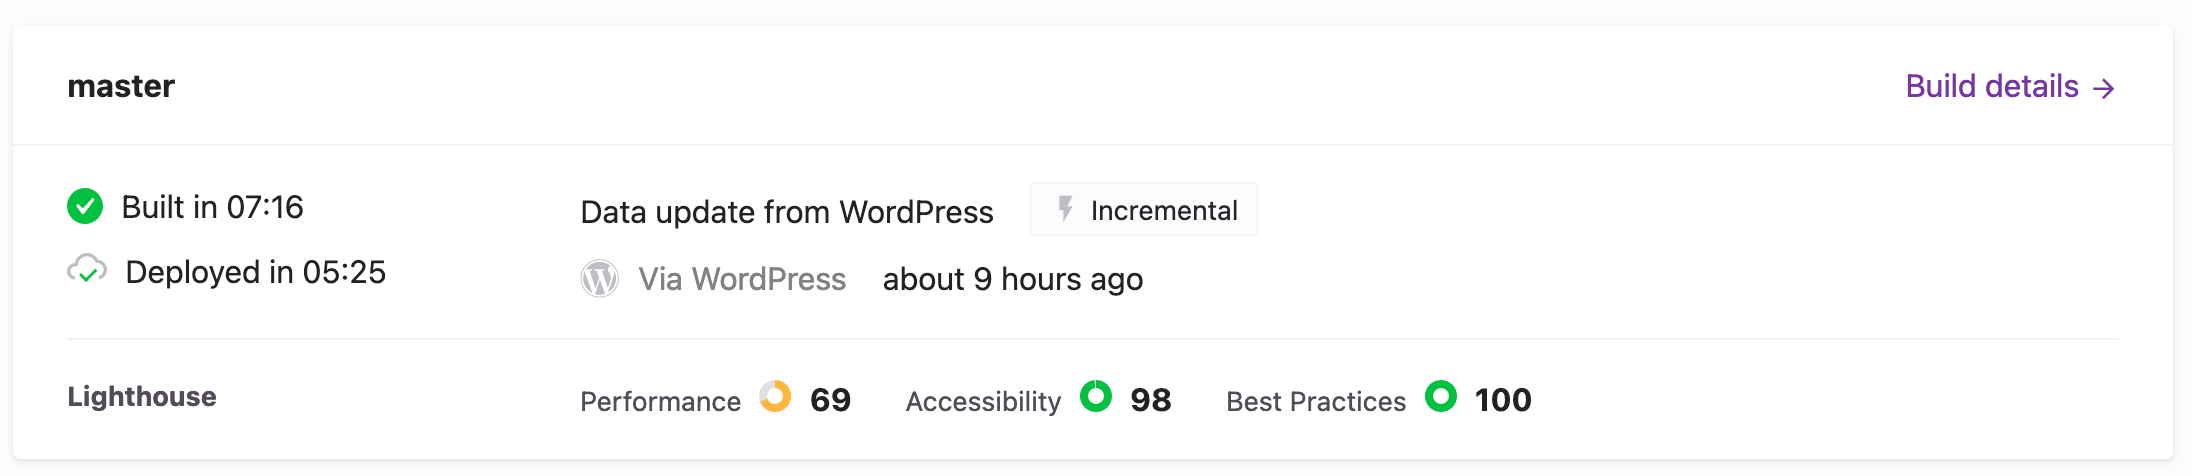 master
Build details →
Built in 07:16
Deployed in 05:25
Data update from WordPress
Incremental
Via WordPress about 9 hours ago
Lighthouse
Performance 69 Accessibility 98 Best Practices 100